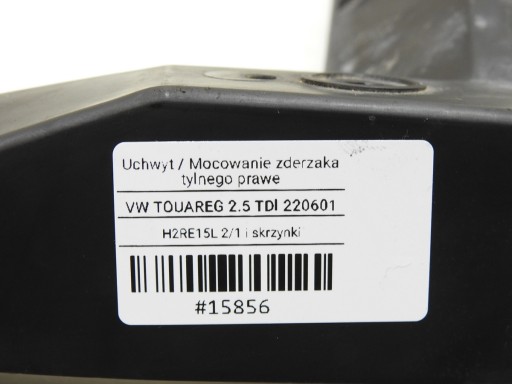 Uchwyt / Mocowanie zderzaka
tylnego prawe
VW TOUAREG 2.5 TDI 220601
H2RE15L 2/1 i skrzynki
#15856